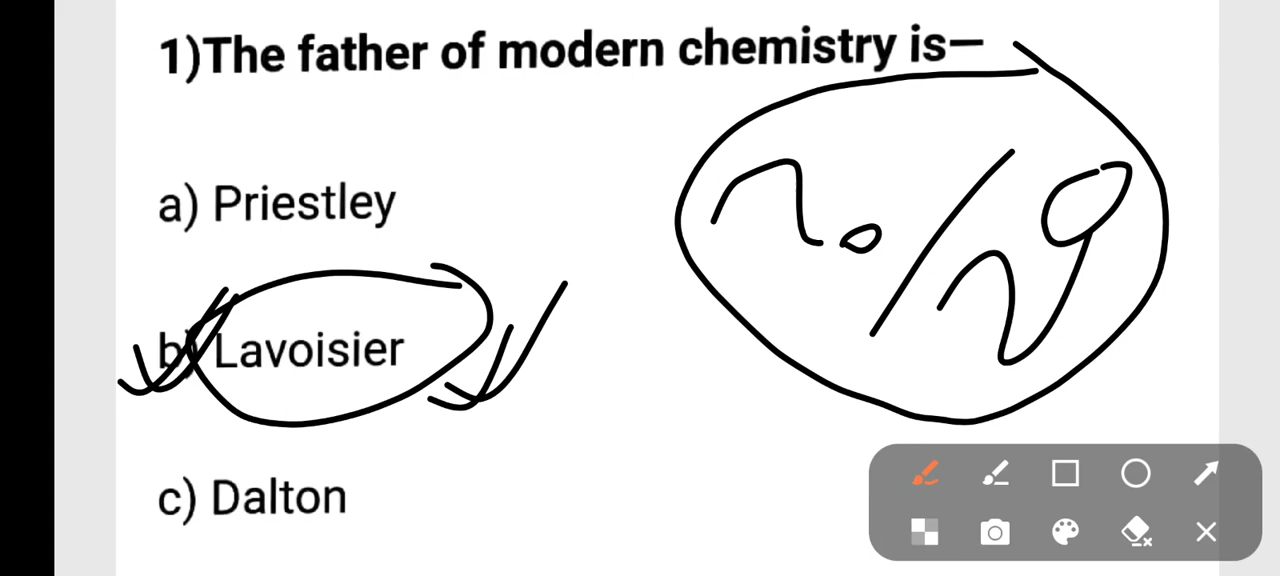 1)The father of modern chemistry is–
a) Priestley
b) Lavoisier
c) Dalton